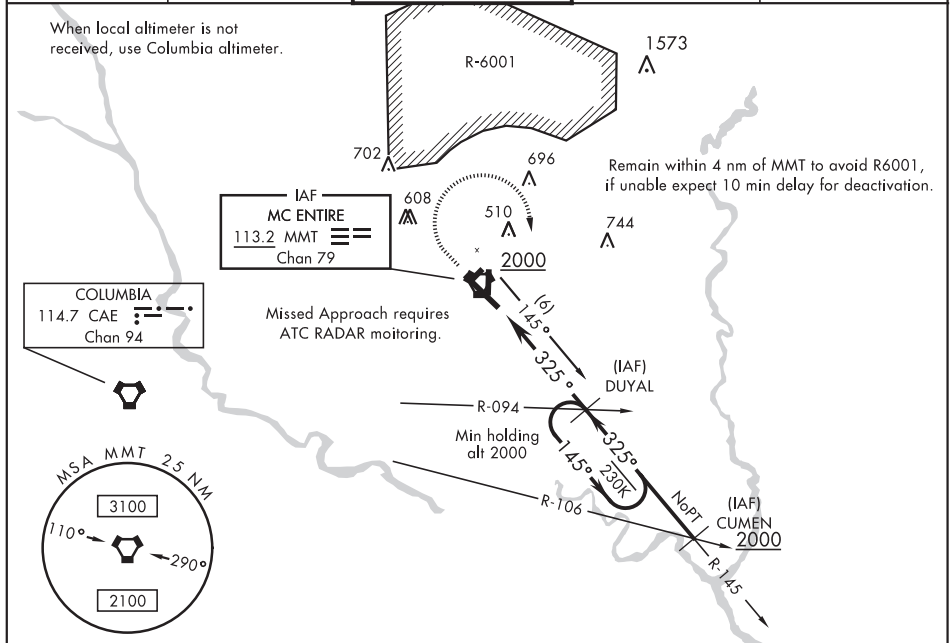 When local altimeter is not
received, use Columbia altimeter.
R-6001
1573
702
696
Remain within 4 nm of MMT to avoid R6001,
if unable expect 10 min delay for deactivation.
IAF
MC ENTIRE
113.2 MMT
Chan 79
608
510
744
2000
COLUMBIA
114.7 CAE
Chan 94
Missed Approach requires
ATC RADAR moitoring.
(6)
145°
325°
(IAF)
DUYAL
R-094
Min holding
alt 2000
145°
230K
325°
R-106
NoPT
(IAF)
CUMEN
2000
R-145
MSA MMT 25 NM
3100
110°
290°
2100